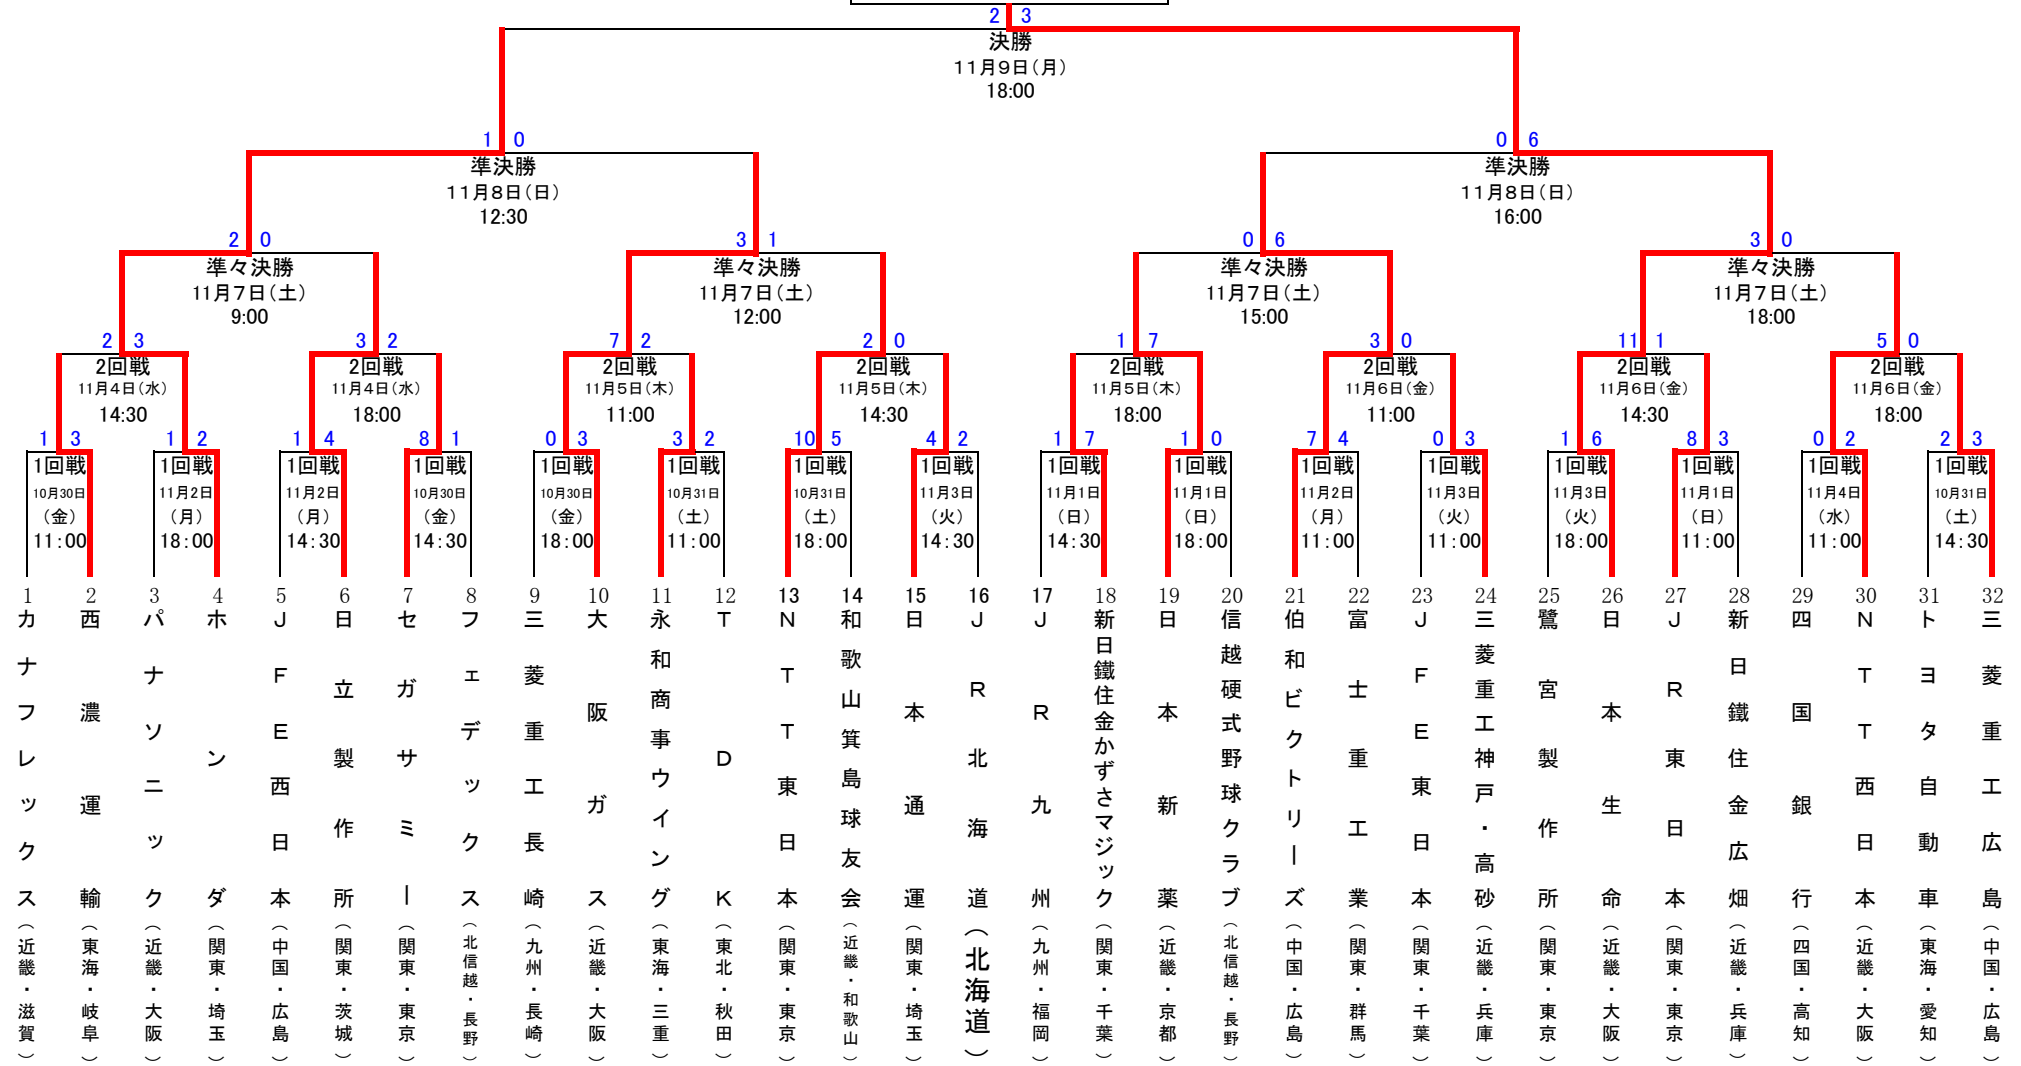 2 3
決勝
11月9日(月)
18:00
1 0
準決勝
11月8日(日)
12:30
0 6
準決勝
11月8日(日)
16:00
2 0
準々決勝
11月7日(土)
9:00
3 1
準々決勝
11月7日(土)
12:00
0 6
準々決勝
11月7日(土)
15:00
3 0
準々決勝
11月7日(土)
18:00
2 3
2回戦
11月4日(水)
14:30
3 2
2回戦
11月4日(水)
18:00
7 2
2回戦
11月5日(木)
11:00
2 0
2回戦
11月5日(木)
14:30
1 7
2回戦
11月5日(木)
18:00
3 0
2回戦
11月6日(金)
11:00
11 1
2回戦
11月6日(金)
14:30
5 0
2回戦
11月6日(金)
18:00
1 3
1回戦
10月30日
(金)
11:00
1 2
1回戦
11月2日
(月)
18:00
1 4
1回戦
11月2日
(月)
14:30
8 1
1回戦
10月30日
(金)
14:30
0 3
1回戦
10月30日
(金)
18:00
3 2
1回戦
10月31日
(土)
11:00
10 5
1回戦
10月31日
(土)
18:00
4 2
1回戦
11月3日
(火)
14:30
1 7
1回戦
11月1日
(日)
14:30
1 0
1回戦
11月1日
(日)
18:00
7 4
1回戦
11月2日
(月)
11:00
0 3
1回戦
11月3日
(火)
11:00
1 6
1回戦
11月3日
(火)
18:00
8 3
1回戦
11月1日
(日)
11:00
0 2
1回戦
11月4日
(水)
11:00
2 3
1回戦
10月31日
(土)
14:30
1
カナフレックス(近畿・滋賀)
2
西濃運輸(東海・岐阜)
3
パナソニック(近畿・大阪)
4
ホンダ(関東・埼玉)
5
JFE西日本(中国・広島)
6
日立製作所(関東・茨城)
7
セガサミー(関東・東京)
8
フェデックス(北信越・長野)
9
三菱重工長崎(九州・長崎)
10
大阪ガス(近畿・大阪)
11
永和商事ウイング(東海・三重)
12
TDK(東北・秋田)
13
NTT東日本(関東・東京)
14
和歌山箕島球友会(近畿・和歌山)
15
日本通運(関東・埼玉)
16
JR北海道(北海道)
17
JR九州(九州・福岡)
18
新日鐵住金かずさマジック(関東・千葉)
19
日本新薬(近畿・京都)
20
信越硬式野球クラブ(北信越・長野)
21
伯和ビクトリーズ(中国・広島)
22
富士重工業(関東・群馬)
23
JFE東日本(関東・千葉)
24
三菱重工神戸・高砂(近畿・兵庫)
25
鷺宮製作所(関東・東京)
26
日本生命(近畿・大阪)
27
JR東日本(関東・東京)
28
新日鐵住金広畑(近畿・兵庫)
29
四国銀行(四国・高知)
30
NTT西日本(近畿・大阪)
31
トヨタ自動車(東海・愛知)
32
三菱重工広島(中国・広島)